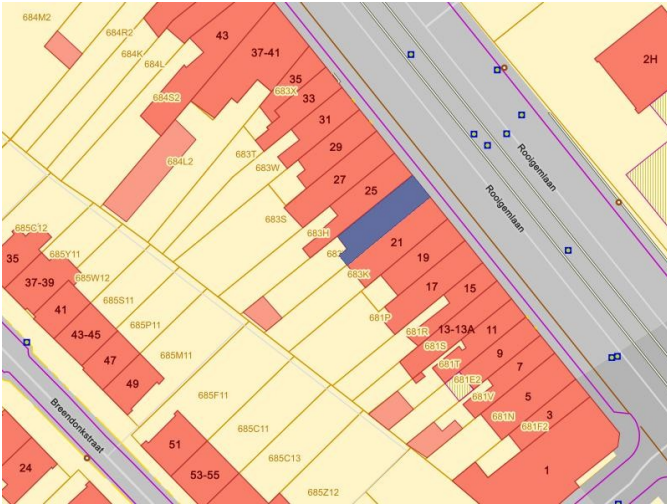 684M2
684R2
684K
684L
43
37-41
2H
35
683X
33
684S2
31
29
684L2
683T
683W
27
25
Rooigemlaan
Rooigemlaan
683S
683H
21
19
683K
685C12
685Y11
35
37-39
685W12
17
15
41
685S11
681P
43-45
685P11
681R
13-13A
11
681S
9
47
685M11
681T
7
49
681E2
681V
5
685F11
681N
3
Breendonkstraat
681F2
685C11
51
685C13
24
53-55
1
685Z12